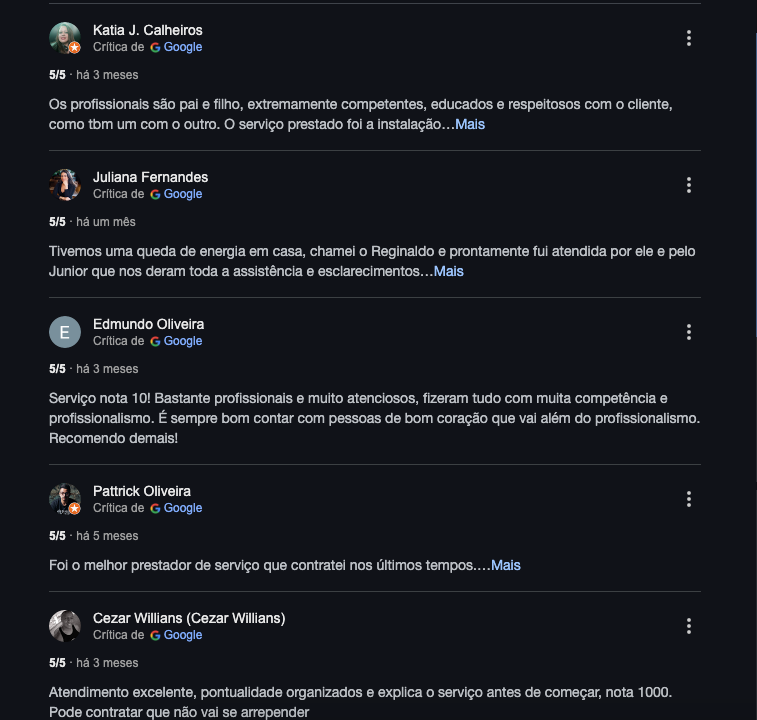 Katia J. Calheiros
Crítica de Google
5/5 · há 3 meses
Os profissionais são pai e filho, extremamente competentes, educados e respeitosos com o cliente,
como tbm um com o outro. O serviço prestado foi a instalação…Mais
Juliana Fernandes
Crítica de Google
5/5 · há um mês
Tivemos uma queda de energia em casa, chamei o Reginaldo e prontamente fui atendida por ele e pelo
Junior que nos deram toda a assistência e esclarecimentos…Mais
E
Edmundo Oliveira
Crítica de Google
5/5 · há 3 meses
Serviço nota 10! Bastante profissionais e muito atenciosos, fizeram tudo com muita competência e
profissionalismo. É sempre bom contar com pessoas de bom coração que vai além do profissionalismo.
Recomendo demais!
Pattrick Oliveira
Crítica de Google
5/5 · há 5 meses
Foi o melhor prestador de serviço que contratei nos últimos tempos.…Mais
Cezar Willians (Cezar Willians)
Crítica de Google
5/5 · há 3 meses
Atendimento excelente, pontualidade organizados e explica o serviço antes de começar, nota 1000.
Pode contratar que não vai se arrepender